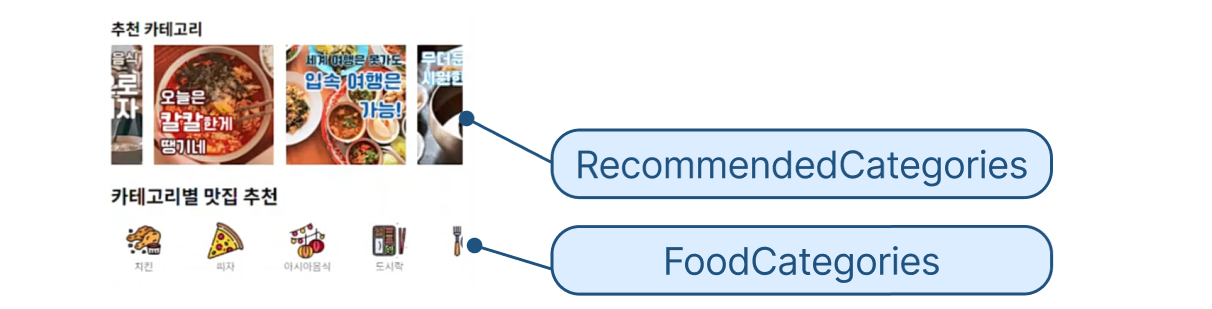 추천 카테고리
음식
으로
자
오늘은
칼칼한게
땡기네
세계 여행은 못가도
입속 여행은
가능!
무더운
시원한
RecommendedCategories
카테고리별 맛집 추천
치킨
피자
아시아음식
도시락
FoodCategories